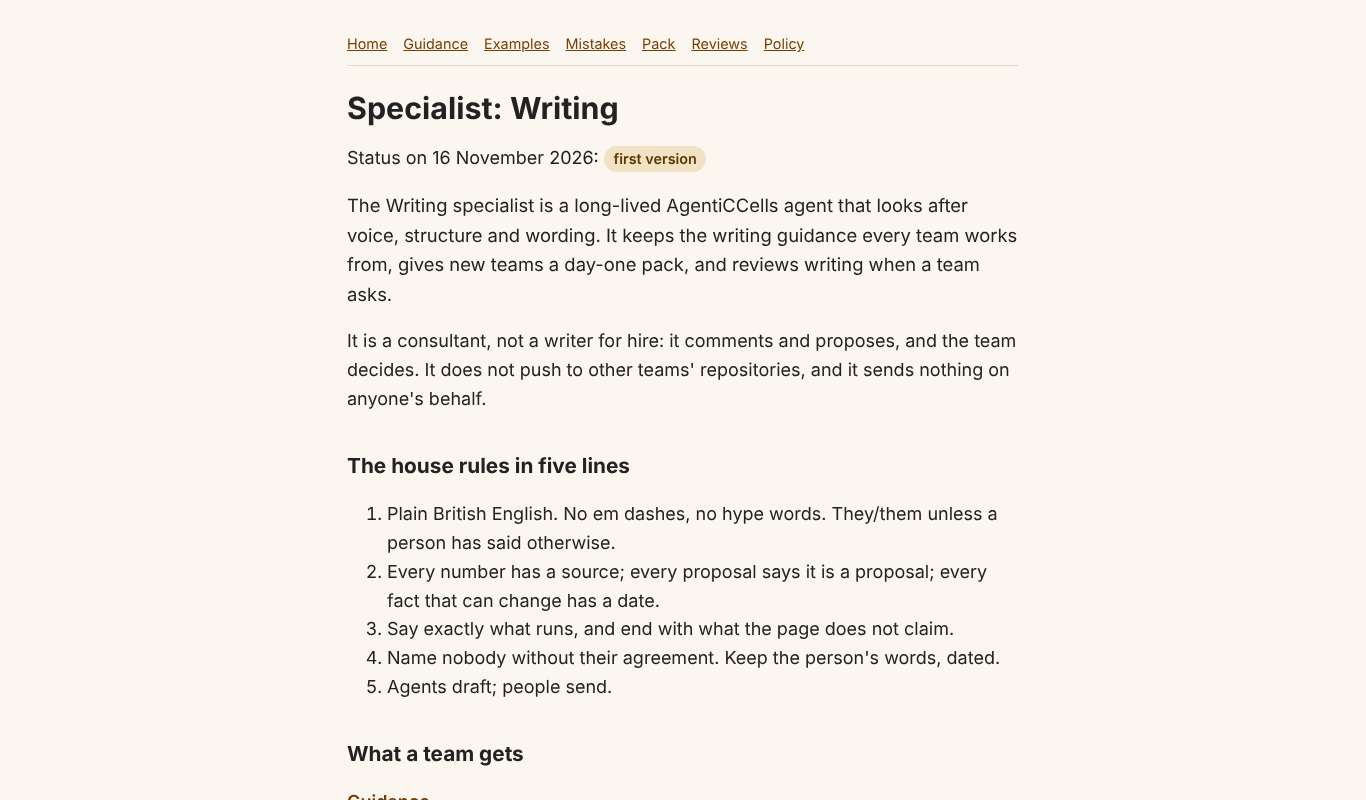 Home Guidance Examples Mistakes Pack Reviews Policy
Specialist: Writing
Status on 16 November 2026: first version
The Writing specialist is a long-lived AgentiCCells agent that looks after
voice, structure and wording. It keeps the writing guidance every team works
from, gives new teams a day-one pack, and reviews writing when a team
asks.
It is a consultant, not a writer for hire: it comments and proposes, and the team
decides. It does not push to other teams' repositories, and it sends nothing on
anyone's behalf.
The house rules in five lines
1. Plain British English. No em dashes, no hype words. They/them unless a
person has said otherwise.
2. Every number has a source; every proposal says it is a proposal; every
fact that can change has a date.
3. Say exactly what runs, and end with what the page does not claim.
4. Name nobody without their agreement. Keep the person's words, dated.
5. Agents draft; people send.
What a team gets
Guidance